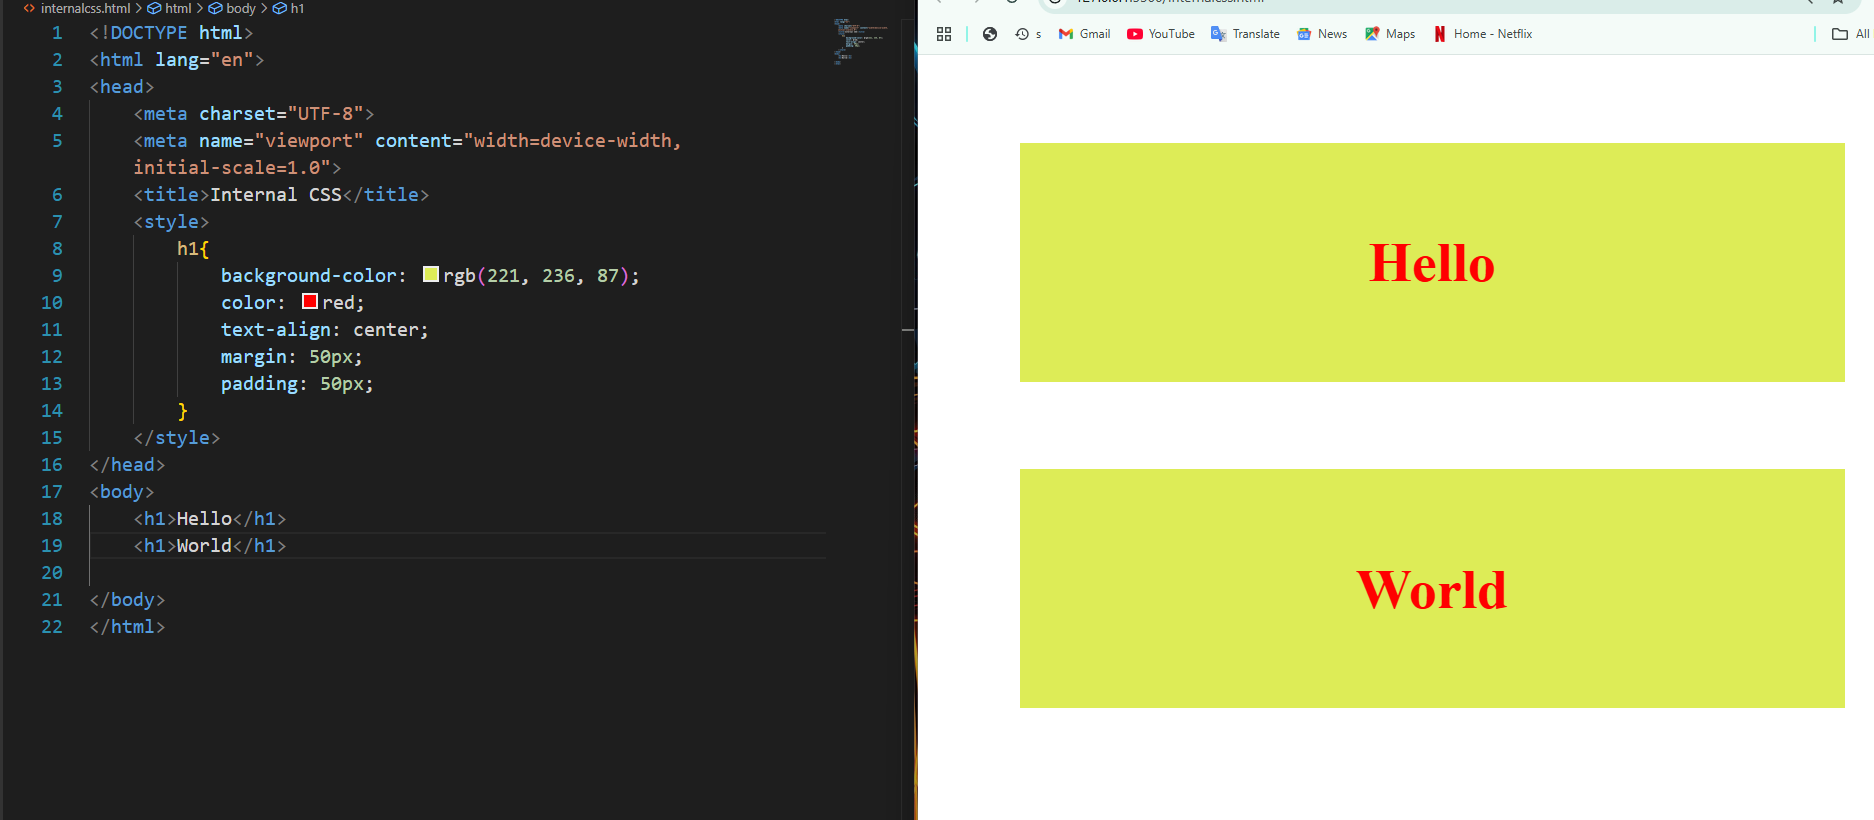 internalcss.html > html > body > h1
1 <!DOCTYPE html>
2 <html lang="en">
3 <head>
4 <meta charset="UTF-8">
5 <meta name="viewport" content="width=device-width,
initial-scale=1.0">
6 <title>Internal CSS</title>
7 <style>
8 h1{
9 background-color: rgb(221, 236, 87);
10 color: red;
11 text-align: center;
12 margin: 50px;
13 padding: 50px;
14 }
15 </style>
16 </head>
17 <body>
18 <h1>Hello</h1>
19 <h1>World</h1>
20
21 </body>
22 </html>
s Gmail YouTube Translate News Maps Home - Netflix All
Hello
World